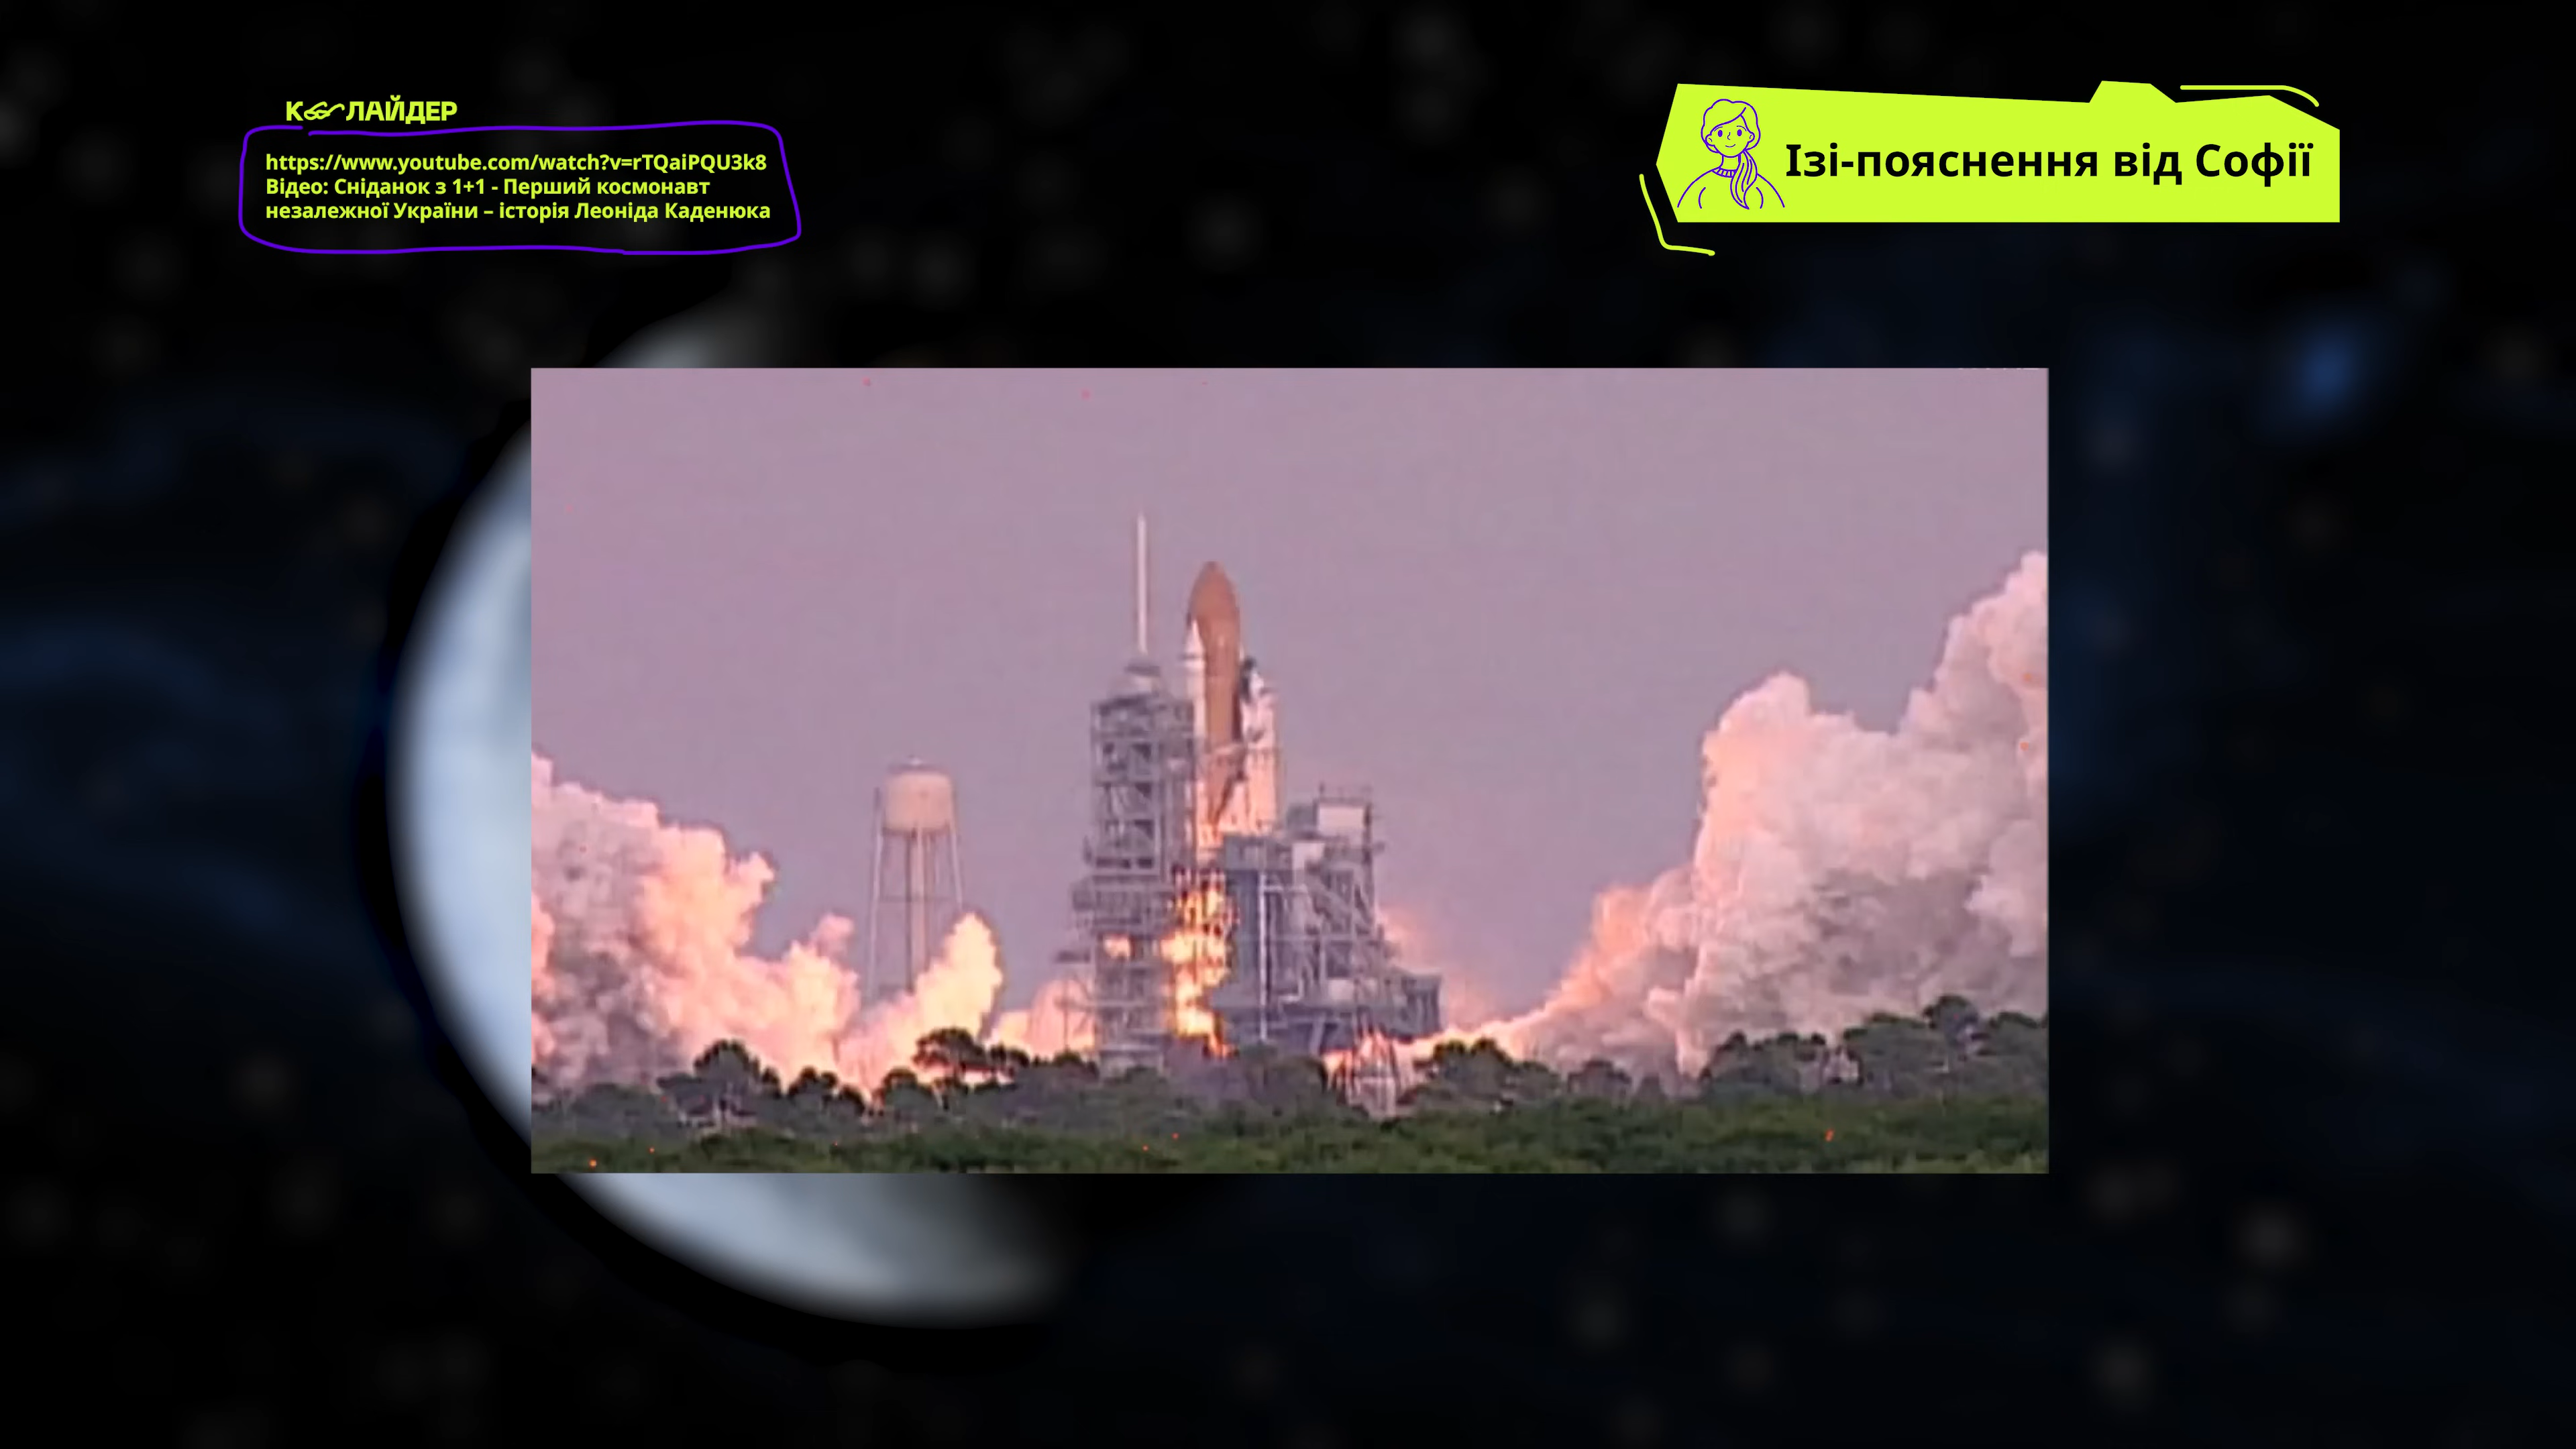 КОЛАЙДЕР
https://www.youtube.com/watch?v=rTQaiPQU3k8
Відео: Сніданок з 1+1 - Перший космонавт
незалежної України – історія Леоніда Каденюка
Ізі-пояснення від Софії